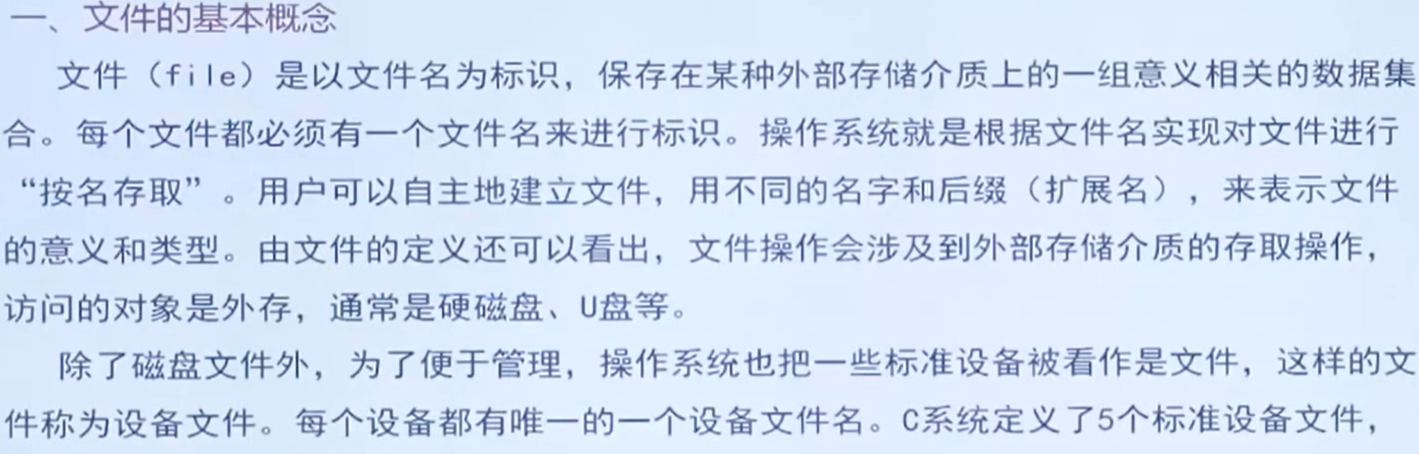 一、文件的基本概念
文件（file）是以文件名为标识，保存在某种外部存储介质上的一组意义相关的数据集
合。每个文件都必须有一个文件名来进行标识。操作系统就是根据文件名实现对文件进行
“按名存取”。用户可以自主地建立文件，用不同的名字和后缀（扩展名），来表示文件
的意义和类型。由文件的定义还可以看出，文件操作会涉及到外部存储介质的存取操作，
访问的对象是外存，通常是硬磁盘、U盘等。
除了磁盘文件外，为了便于管理，操作系统也把一些标准设备被看作是文件，这样的文
件称为设备文件。每个设备都有唯一的一个设备文件名。C系统定义了5个标准设备文件，